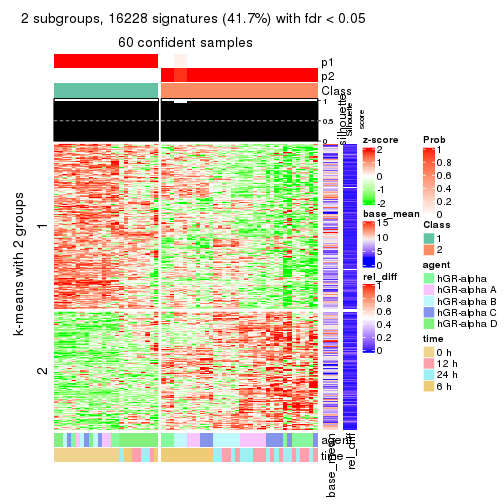 2 subgroups, 16228 signatures (41.7%) with fdr < 0.05
60 confident samples
p1
p2
Class
1
0.5
0
silhouette
Silhouette
score
k-means with 2 groups
1
2
agent
time
base_mean
rel_diff
z-score
2
1
0
-1
-2
base_mean
15
10
5
0
rel_diff
1
0.8
0.6
0.4
0.2
0
Prob
1
0.8
0.6
0.4
0.2
0
Class
1
2
agent
hGR-alpha
hGR-alpha A
hGR-alpha B
hGR-alpha C
hGR-alpha D
time
0 h
12 h
24 h
6 h